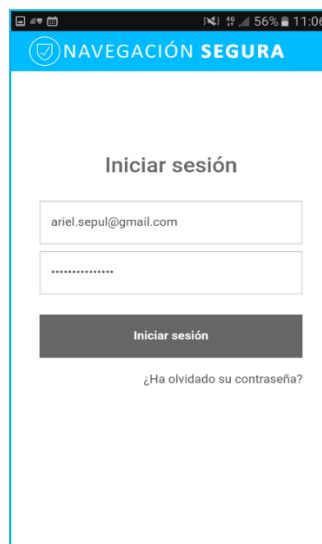 56% 11:06
NAVEGACIÓN SEGURA
Iniciar sesión
ariel.sepul@gmail.com
Iniciar sesión
¿Ha olvidado su contraseña?